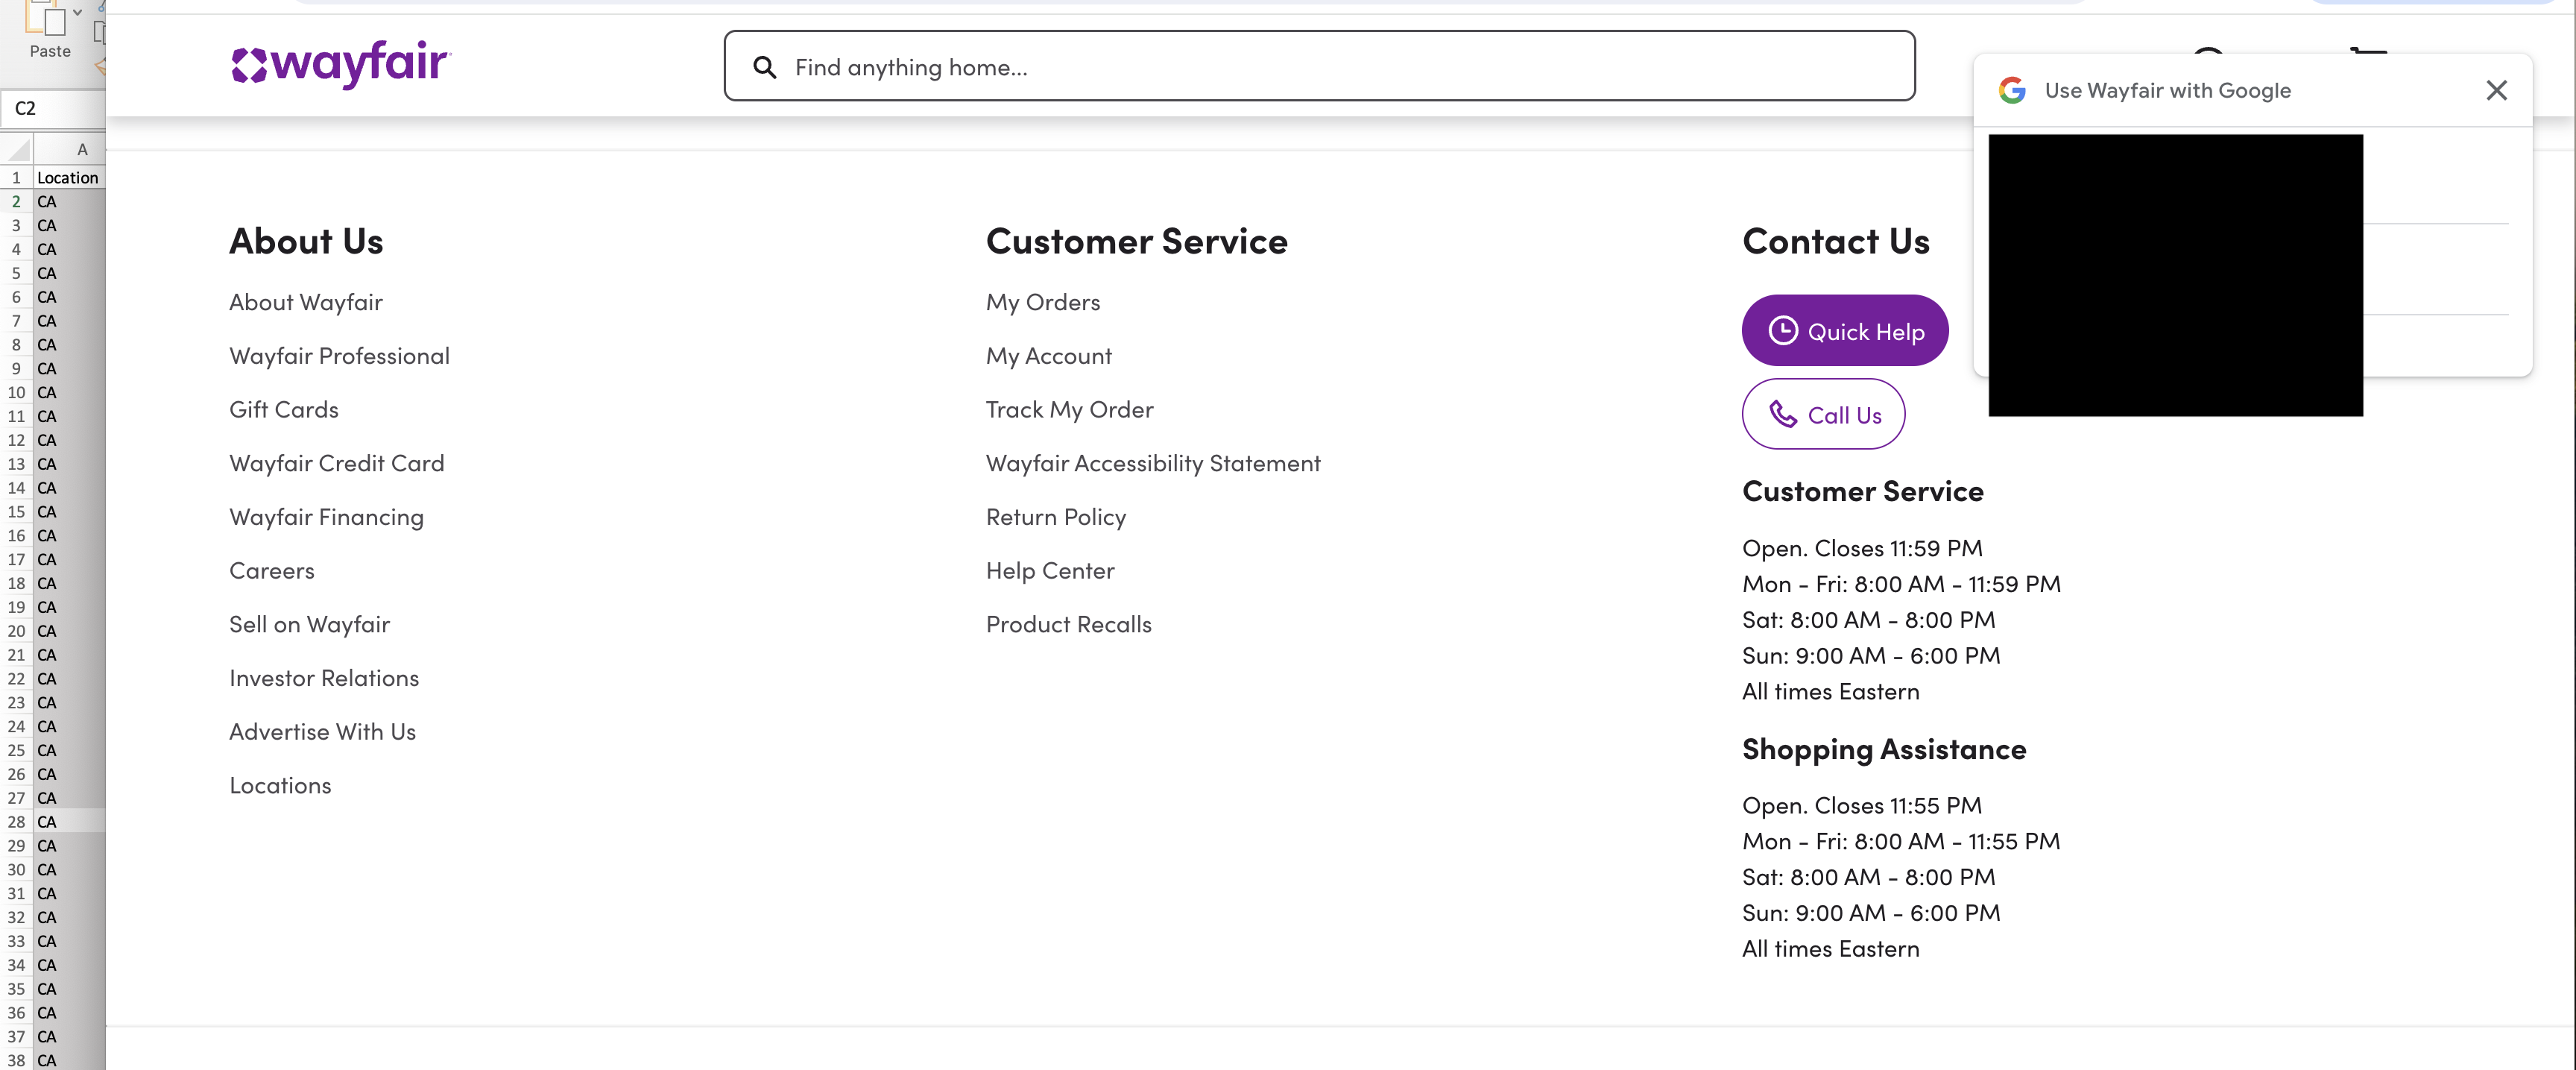 Paste
C2
A
1 Location
2 CA
3 CA
4 CA
5 CA
6 CA
7 CA
8 CA
9 CA
10 CA
11 CA
12 CA
13 CA
14 CA
15 CA
16 CA
17 CA
18 CA
19 CA
20 CA
21 CA
22 CA
23 CA
24 CA
25 CA
26 CA
27 CA
28 CA
29 CA
30 CA
31 CA
32 CA
33 CA
34 CA
35 CA
36 CA
37 CA
38 CA
wayfair
Find anything home...
Use Wayfair with Google
About Us
About Wayfair
Wayfair Professional
Gift Cards
Wayfair Credit Card
Wayfair Financing
Careers
Sell on Wayfair
Investor Relations
Advertise With Us
Locations
Customer Service
My Orders
My Account
Track My Order
Wayfair Accessibility Statement
Return Policy
Help Center
Product Recalls
Contact Us
Quick Help
Call Us
Customer Service
Open. Closes 11:59 PM
Mon - Fri: 8:00 AM - 11:59 PM
Sat: 8:00 AM - 8:00 PM
Sun: 9:00 AM - 6:00 PM
All times Eastern
Shopping Assistance
Open. Closes 11:55 PM
Mon - Fri: 8:00 AM - 11:55 PM
Sat: 8:00 AM - 8:00 PM
Sun: 9:00 AM - 6:00 PM
All times Eastern